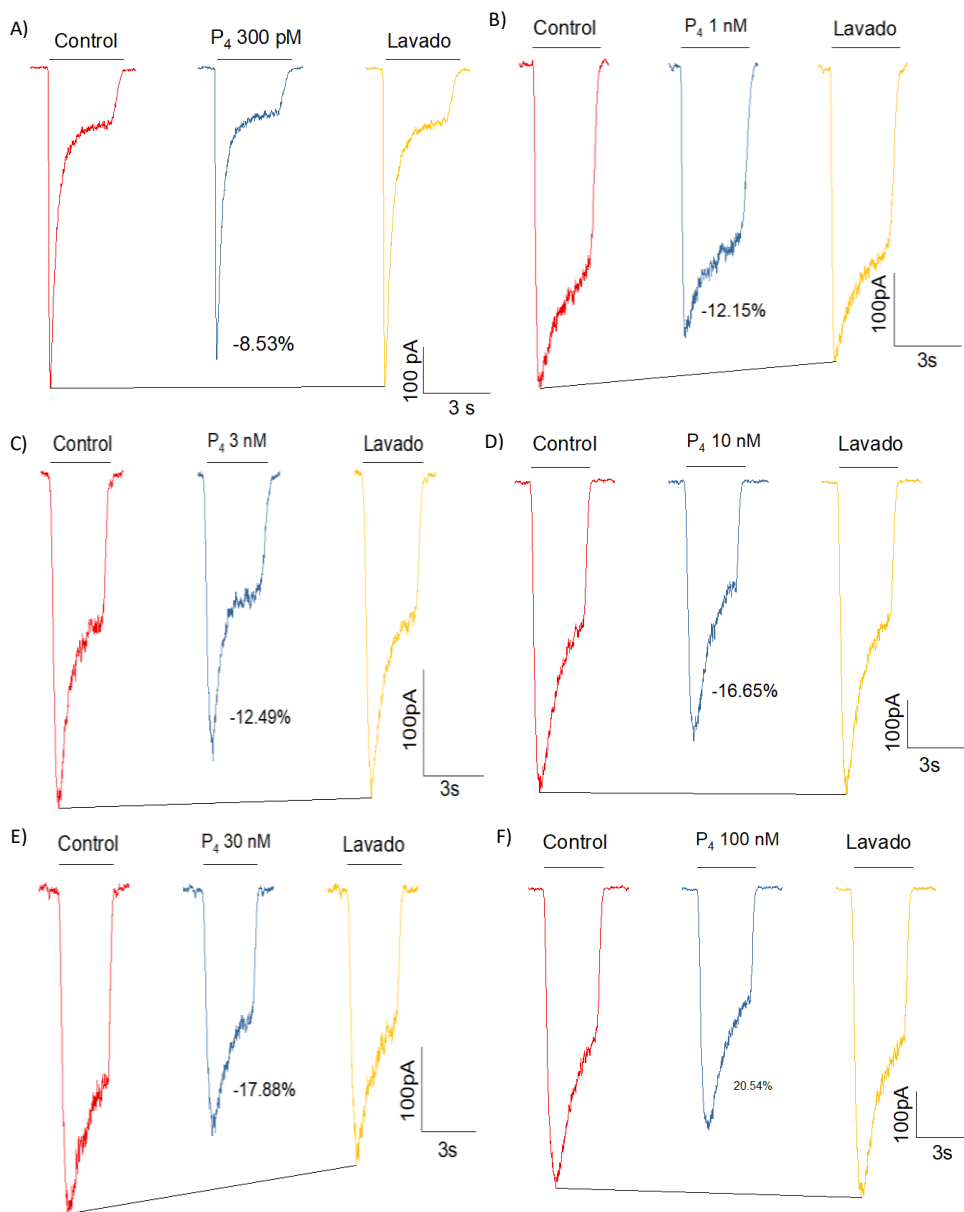 A)
Control
P₄ 300 pM
Lavado
-8.53%
100 pA
3 s
B)
Control
P₄ 1 nM
Lavado
-12.15%
100pA
3s
C)
Control
P₄ 3 nM
Lavado
-12.49%
100pA
3s
D)
Control
P₄ 10 nM
Lavado
-16.65%
100pA
3s
E)
Control
P₄ 30 nM
Lavado
-17.88%
100pA
3s
F)
Control
P₄ 100 nM
Lavado
20.54%
100pA
3s